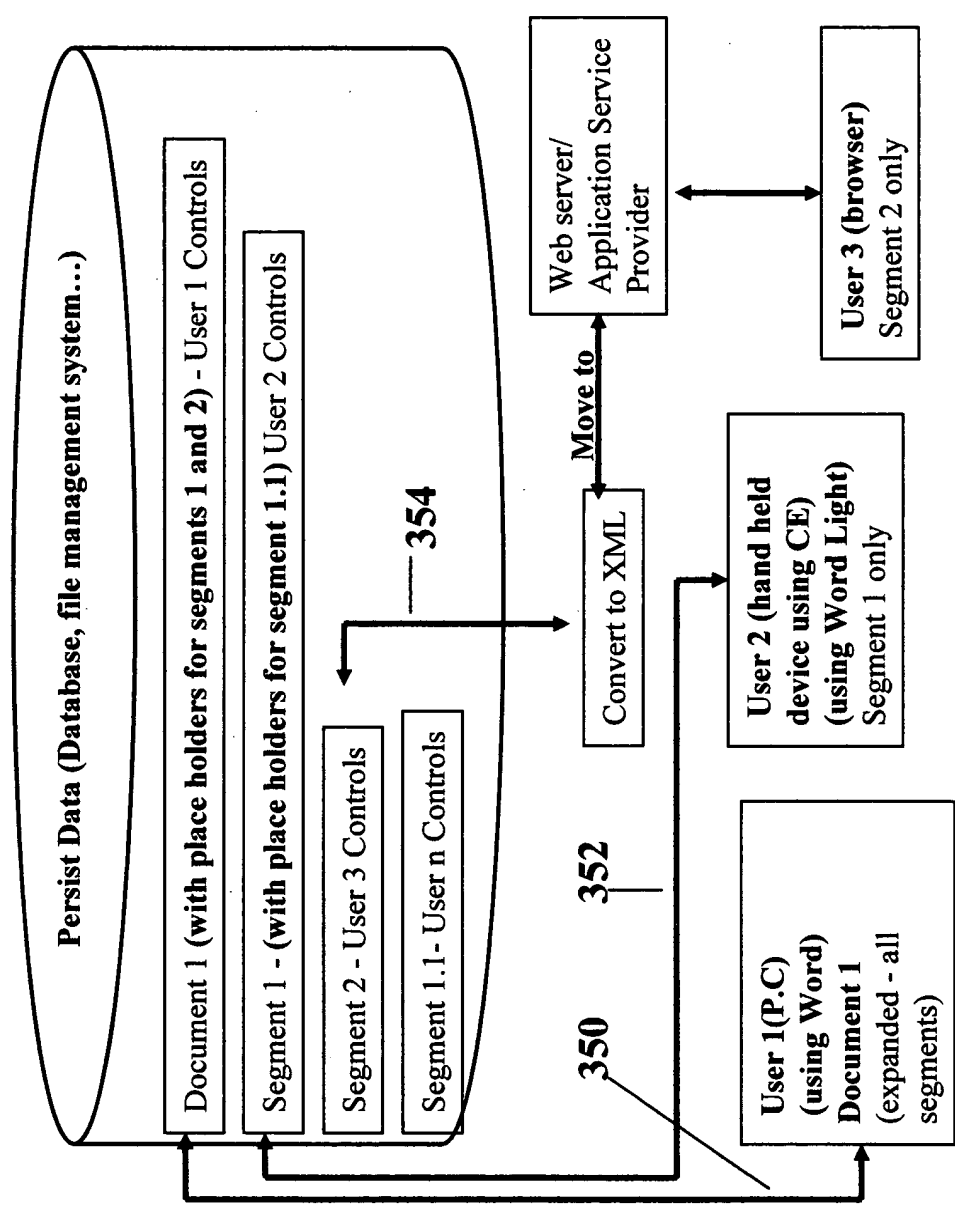 Persist Data (Database, file management system...)
Document 1 (with place holders for segments 1 and 2) - User 1 Controls
Segment 1 - (with place holders for segment 1.1) User 2 Controls
Segment 2 - User 3 Controls
Segment 1.1- User n Controls
354
350
352
Convert to XML
Move to
Web server/
Application Service
Provider
User 1(P.C)
(using Word)
Document 1
(expanded - all
segments)
User 2 (hand held
device using CE)
(using Word Light)
Segment 1 only
User 3 (browser)
Segment 2 only